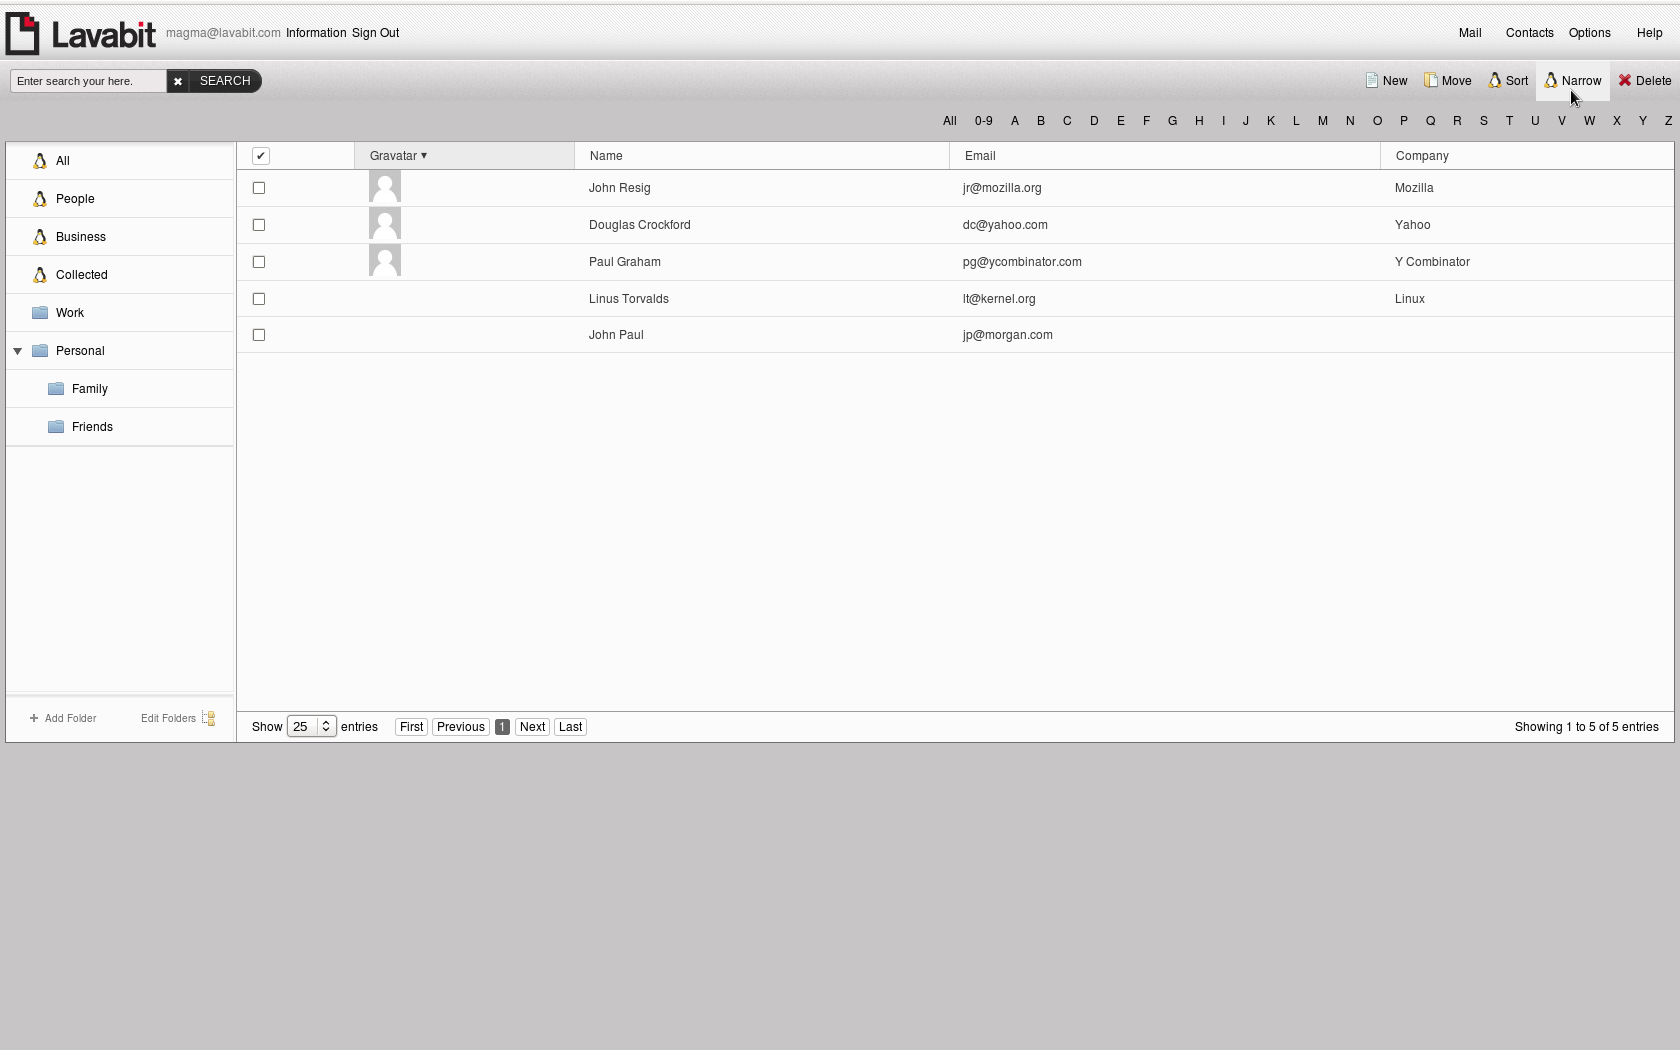 Lavabit magma@lavabit.com Information Sign Out Mail Contacts Options Help
Enter search your here. SEARCH New Move Sort Narrow Delete
All 0-9 A B C D E F G H I J K L M N O P Q R S T U V W X Y Z
All
People
Business
Collected
Work
Personal
Family
Friends
Add Folder Edit Folders
Gravatar Name Email Company
John Resig jr@mozilla.org Mozilla
Douglas Crockford dc@yahoo.com Yahoo
Paul Graham pg@ycombinator.com Y Combinator
Linus Torvalds lt@kernel.org Linux
John Paul jp@morgan.com
Show 25 entries First Previous 1 Next Last Showing 1 to 5 of 5 entries